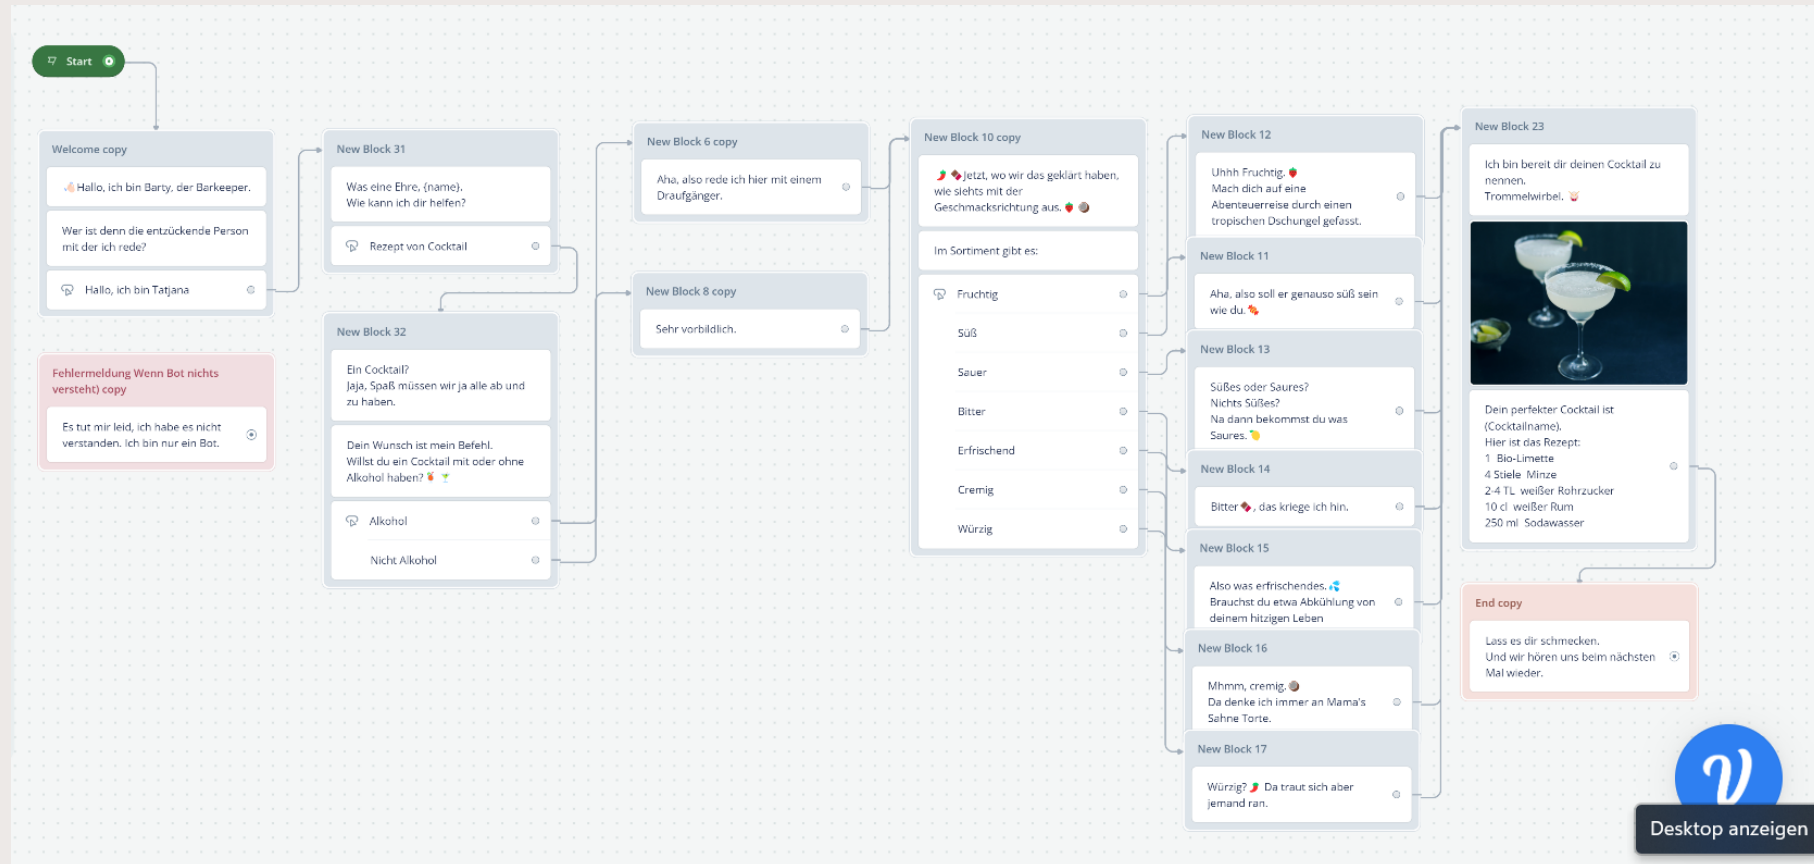 Start
Welcome copy
Hallo, ich bin Barty, der Barkeeper.
Wer ist denn die entzückende Person
mit der ich rede?
Hallo, ich bin Tatjana
Fehlermeldung Wenn Bot nichts
versteht) copy
Es tut mir leid, ich habe es nicht
verstanden. Ich bin nur ein Bot.
New Block 31
Was eine Ehre, {name}.
Wie kann ich dir helfen?
Rezept von Cocktail
New Block 32
Ein Cocktail?
Jaja, Spaß müssen wir ja alle ab und
zu haben.
Dein Wunsch ist mein Befehl.
Willst du ein Cocktail mit oder ohne
Alkohol haben?🍹🍸
Alkohol
Nicht Alkohol
New Block 6 copy
Aha, also rede ich hier mit einem
Draufgänger.
New Block 8 copy
Sehr vorbildlich.
New Block 10 copy
🌶️🍫Jetzt, wo wir das geklärt haben,
wie siehts mit der
Geschmacksrichtung aus.🍓🥥
Im Sortiment gibt es:
Fruchtig
Süß
Sauer
Bitter
Erfrischend
Cremig
Würzig
New Block 12
Uhhh Fruchtig.🍓
Mach dich auf eine
Abenteuerreise durch einen
tropischen Dschungel gefasst.
New Block 11
Aha, also soll er genauso süß sein
wie du.🍬
New Block 13
Süßes oder Saures?
Nichts Süßes?
Na dann bekommst du was
Saures.🍋
New Block 14
Bitter🍫, das kriege ich hin.
New Block 15
Also was erfrischendes.💦
Brauchst du etwa Abkühlung von
deinem hitzigen Leben
New Block 16
Mhmm, cremig.🥥
Da denke ich immer an Mama's
Sahne Torte.
New Block 17
Würzig?🌶️ Da traut sich aber
jemand ran.
New Block 23
Ich bin bereit dir deinen Cocktail zu
nennen.
Trommelwirbel.🥁
Dein perfekter Cocktail ist
(Cocktailname).
Hier ist das Rezept:
1 Bio-Limette
4 Stiele Minze
2-4 TL weißer Rohrzucker
10 cl weißer Rum
250 ml Sodawasser
End copy
Lass es dir schmecken.
Und wir hören uns beim nächsten
Mal wieder.
Desktop anzeigen